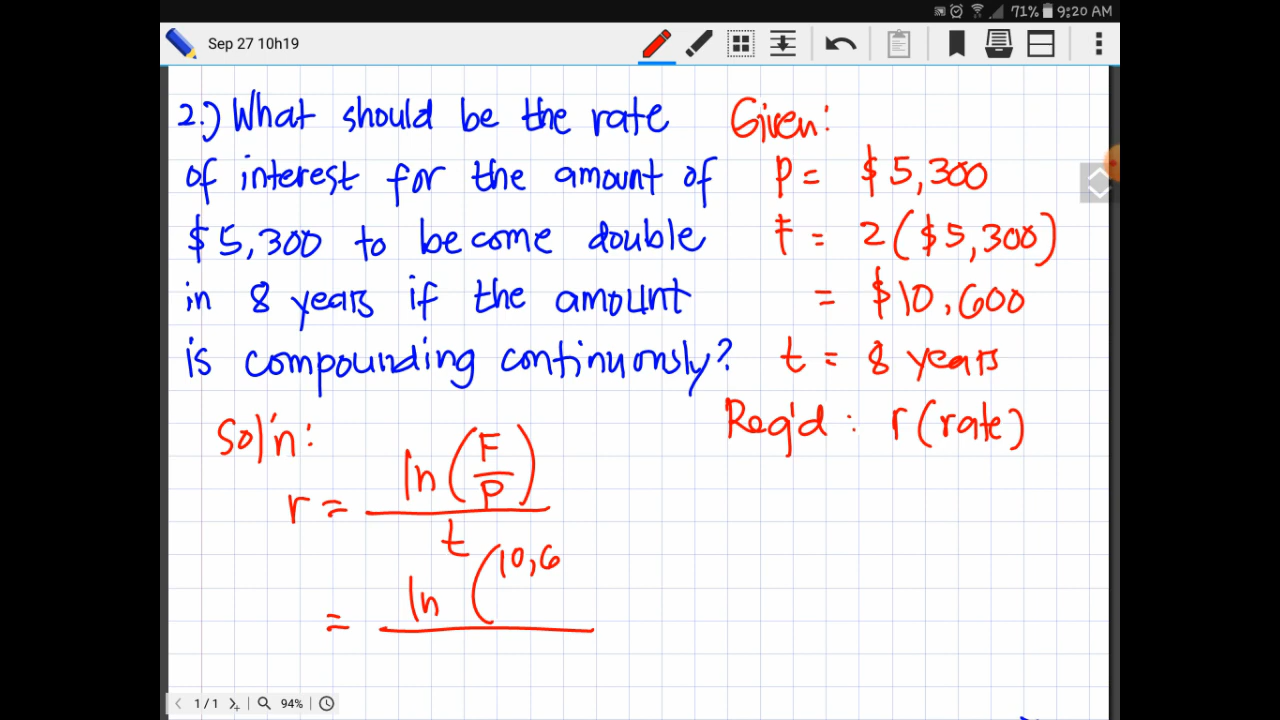 71% 9:20 AM
Sep 27 10h19
2.) What should be the rate
of interest for the amount of
$5,300 to become double
in 8 years if the amount
is compounding continuously?
Given:
P = $5,300
F = 2($5,300)
= $10,600
t = 8 years
Req'd : r (rate)
Sol'n:
r = ln(F/P)/t
= ln (10,6
1/1 94%